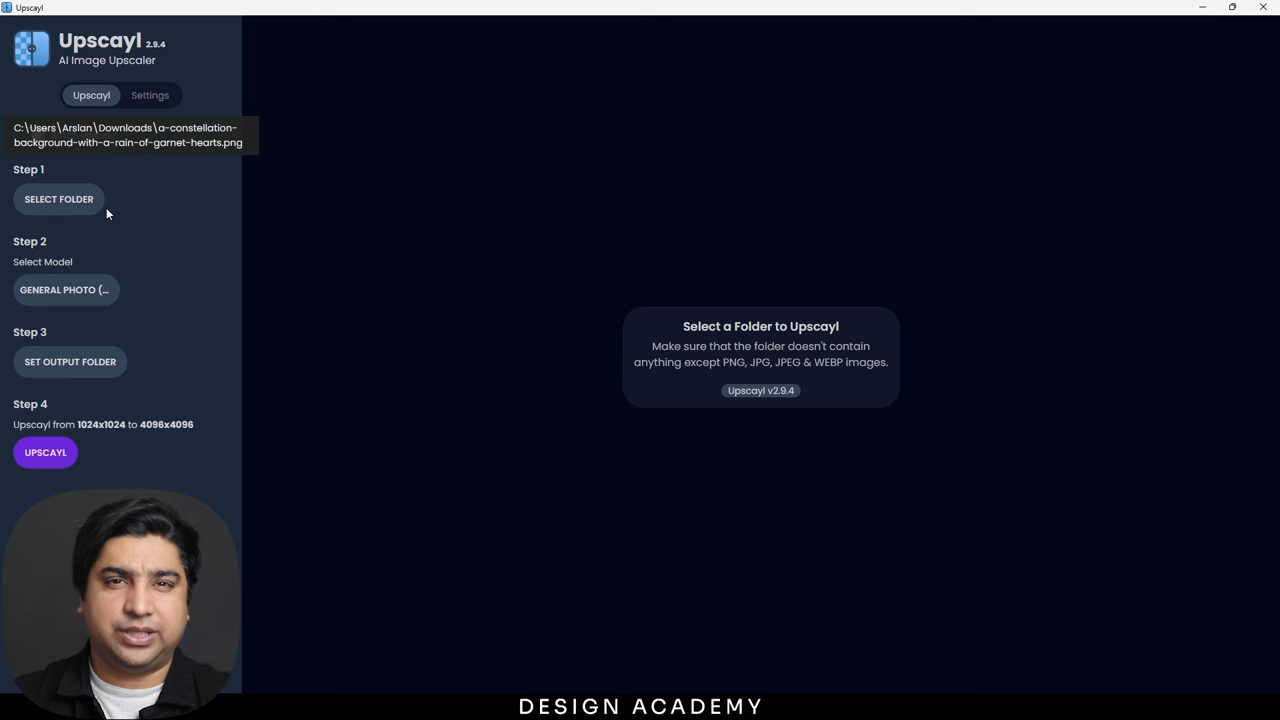 Upscayl
Upscayl 2.9.4
AI Image Upscaler
Upscayl Settings
C:\Users\Arslan\Downloads\a-constellation-
background-with-a-rain-of-garnet-hearts.png
Step 1
SELECT FOLDER
Step 2
Select Model
GENERAL PHOTO (...
Step 3
SET OUTPUT FOLDER
Step 4
Upscayl from 1024x1024 to 4096x4096
UPSCAYL
Select a Folder to Upscayl
Make sure that the folder doesn't contain
anything except PNG, JPG, JPEG & WEBP images.
Upscayl v2.9.4
DESIGN ACADEMY